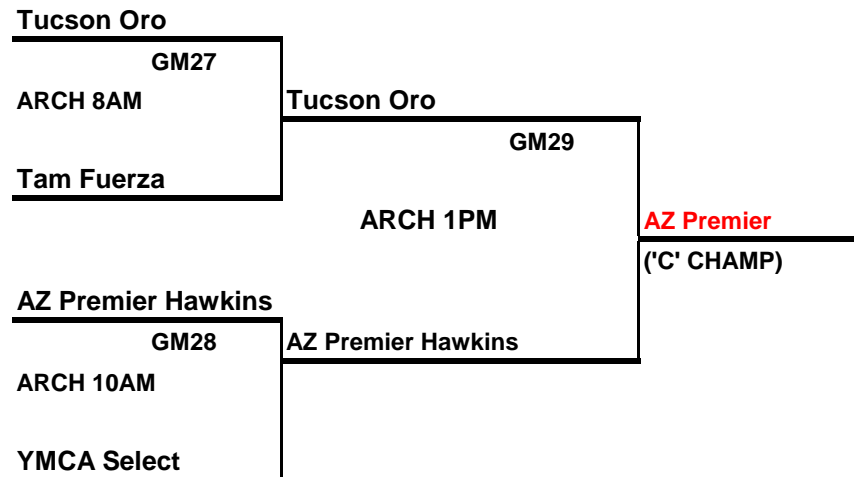 Tucson Oro
GM27
ARCH 8AM
Tucson Oro
GM29
Tam Fuerza
ARCH 1PM
AZ Premier
('C' CHAMP)
AZ Premier Hawkins
GM28
AZ Premier Hawkins
ARCH 10AM
YMCA Select